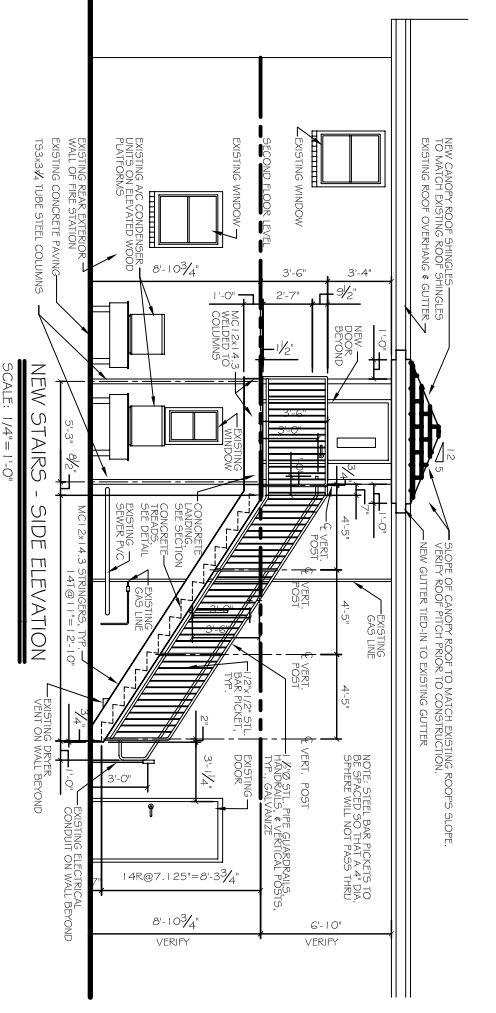 NEW CANOPY ROOF SHINGLES
TO MATCH EXISTING ROOF SHINGLES
EXISTING ROOF OVERHANG & GUTTER
12
5
SLOPE OF CANOPY ROOF TO MATCH EXISTING ROOF'S SLOPE.
VERIFY ROOF PITCH PRIOR TO CONSTRUCTION.
NEW GUTTER TIED-IN TO EXISTING GUTTER
1'-0"
1'-0"
7"
EXISTING WINDOW
3'-4"
9 1/2"
NEW
DOOR
BEYOND
℄ VERT.
POST
4'-5"
℄ VERT.
POST
4'-5"
EXISTING
GAS LINE
℄ VERT.
POST
4'-5"
℄ VERT. POST
NOTE: STEEL BAR PICKETS TO
BE SPACED SO THAT A 4" DIA.
SPHERE WILL NOT PASS THRU
6'-10"
VERIFY
SECOND FLOOR LEVEL
3'-6"
2'-7"
1/2"
3'-6"
3/4"
STL. PIPE GUARDRAILS,
HANDRAILS, & VERTICAL POSTS,
TYP., GALVANIZE
EXISTING WINDOW
1'-0"
MC12x14.3
WELDED TO
COLUMNS
EXISTING
WINDOW
CONCRETE
LANDING,
SEE SECTION
CONCRETE
TREADS,
SEE DETAIL
1/2"x1/2" STL.
BAR PICKET,
TYP.
2"
3'-1/4"
EXISTING
DOOR
8'-10 3/4"
EXISTING A/C CONDENSER
UNITS ON ELEVATED WOOD
PLATFORMS
EXISTING
GAS LINE
EXISTING
SEWER PVC
3'-0"
14R@7.125"=8'-3 3/4"
7"
8'-10 3/4"
VERIFY
EXISTING REAR EXTERIOR
WALL OF FIRE STATION
EXISTING CONCRETE PAVING
TS3x3x1/4 TUBE STEEL COLUMNS
5'-3"
8 1/2"
MC12x14.3 STRINGERS, TYP.
14T@11"=12'-10"
3/4"
1'-0"
EXISTING DRYER
VENT ON WALL BEYOND
EXISTING ELECTRICAL
CONDUIT ON WALL BEYOND
NEW STAIRS - SIDE ELEVATION
SCALE: 1/4"=1'-0"